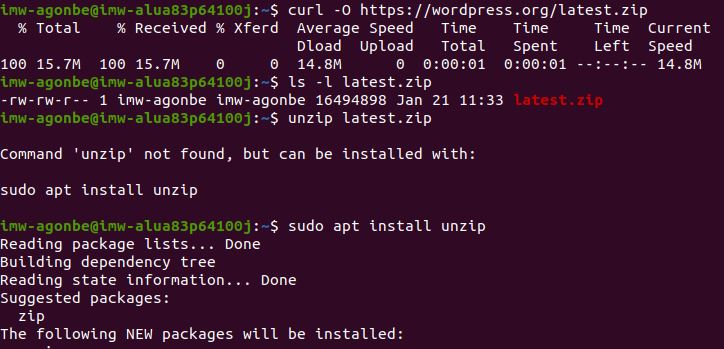 imw-agonbe@imw-alua83p64100j:~$ curl -O https://wordpress.org/latest.zip
  % Total    % Received % Xferd  Average Speed   Time    Time     Time  Current
                                 Dload  Upload   Total   Spent    Left  Speed
100 15.7M  100 15.7M    0     0  14.8M      0  0:00:01  0:00:01 --:--:-- 14.8M
imw-agonbe@imw-alua83p64100j:~$ ls -l latest.zip
-rw-rw-r-- 1 imw-agonbe imw-agonbe 16494898 Jan 21 11:33 latest.zip
imw-agonbe@imw-alua83p64100j:~$ unzip latest.zip

Command 'unzip' not found, but can be installed with:

sudo apt install unzip

imw-agonbe@imw-alua83p64100j:~$ sudo apt install unzip
Reading package lists... Done
Building dependency tree
Reading state information... Done
Suggested packages:
  zip
The following NEW packages will be installed: